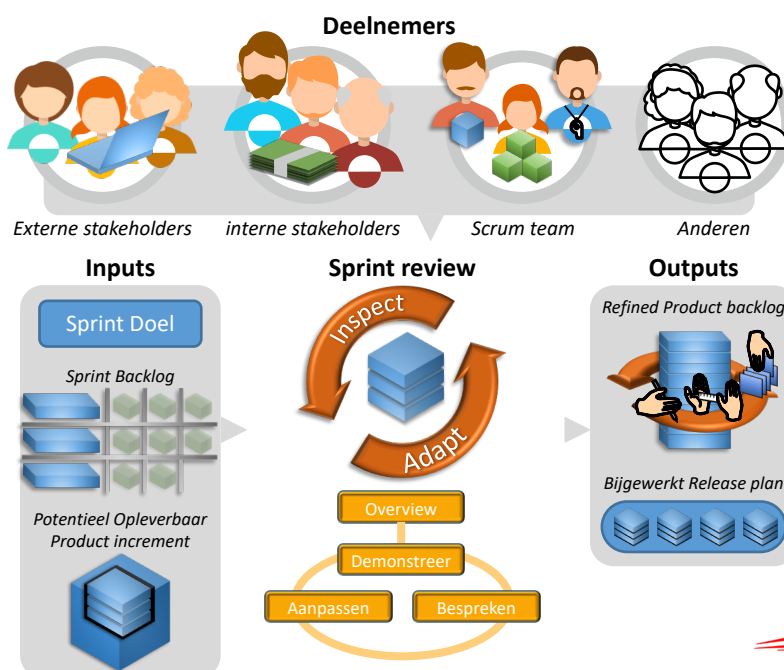 Deelnemers
Externe stakeholders
interne stakeholders
Scrum team
Anderen
Inputs
Sprint Doel
Sprint Backlog
Potentieel Opleverbaar
Product increment
Sprint review
Inspect
Adapt
Overview
Demonstreer
Aanpassen
Bespreken
Outputs
Refined Product backlog
Bijgewerkt Release plan